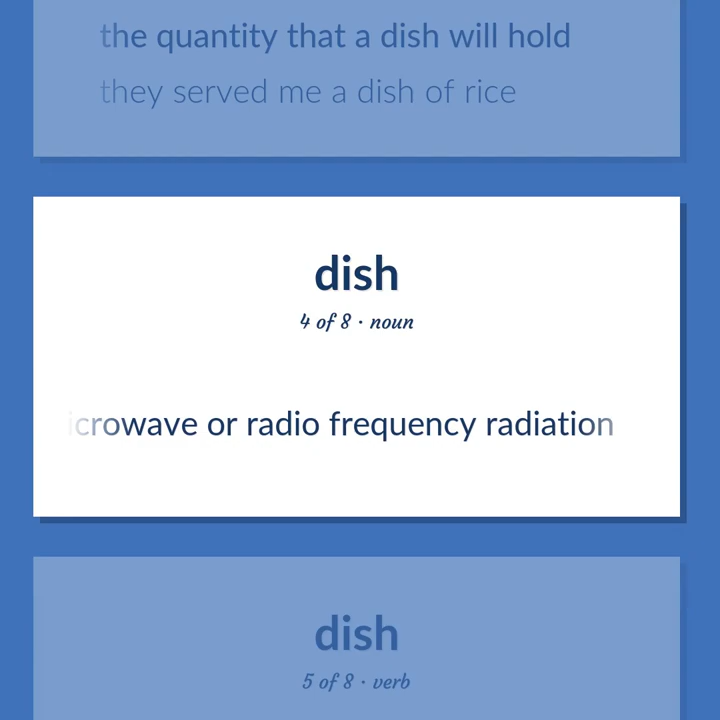 the quantity that a dish will hold
they served me a dish of rice
dish
4 of 8 · noun
icrowave or radio frequency radiation
dish
5 of 8 · verb